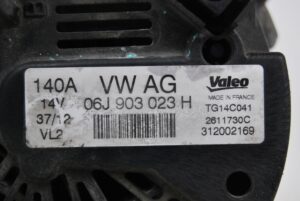 140A VW AG Valeo
MADE IN FRANCE
14V 06J 903 023 H TG14C041
37/12 2611730C
VL2 312002169